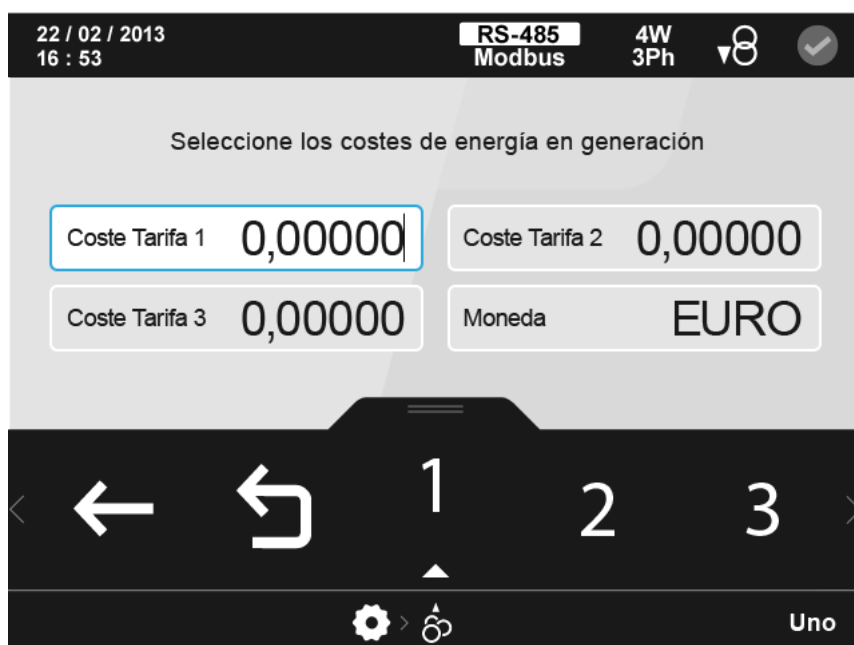 22 / 02 / 2013
16 : 53
RS-485
Modbus
4W
3Ph
Seleccione los costes de energía en generación
Coste Tarifa 1 0,00000
Coste Tarifa 2 0,00000
Coste Tarifa 3 0,00000
Moneda EURO
1 2 3
Uno